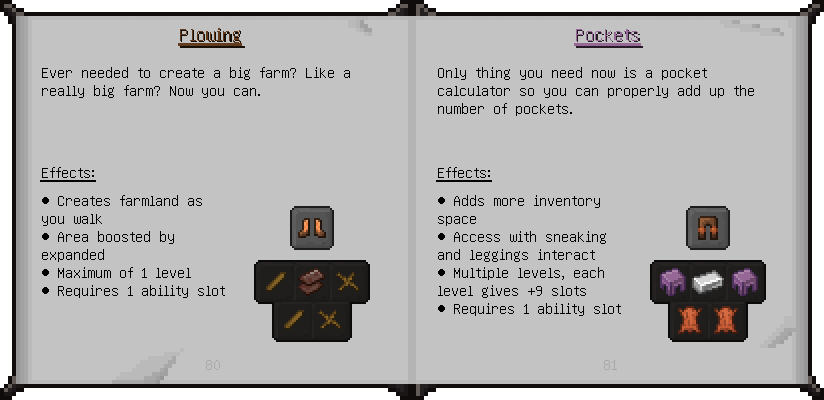 Plowing
Ever needed to create a big farm? Like a
really big farm? Now you can.
Effects:
• Creates farmland as
you walk
• Area boosted by
expanded
• Maximum of 1 level
• Requires 1 ability slot
80
Pockets
Only thing you need now is a pocket
calculator so you can properly add up the
number of pockets.
Effects:
• Adds more inventory
space
• Access with sneaking
and leggings interact
• Multiple levels, each
level gives +9 slots
• Requires 1 ability slot
81